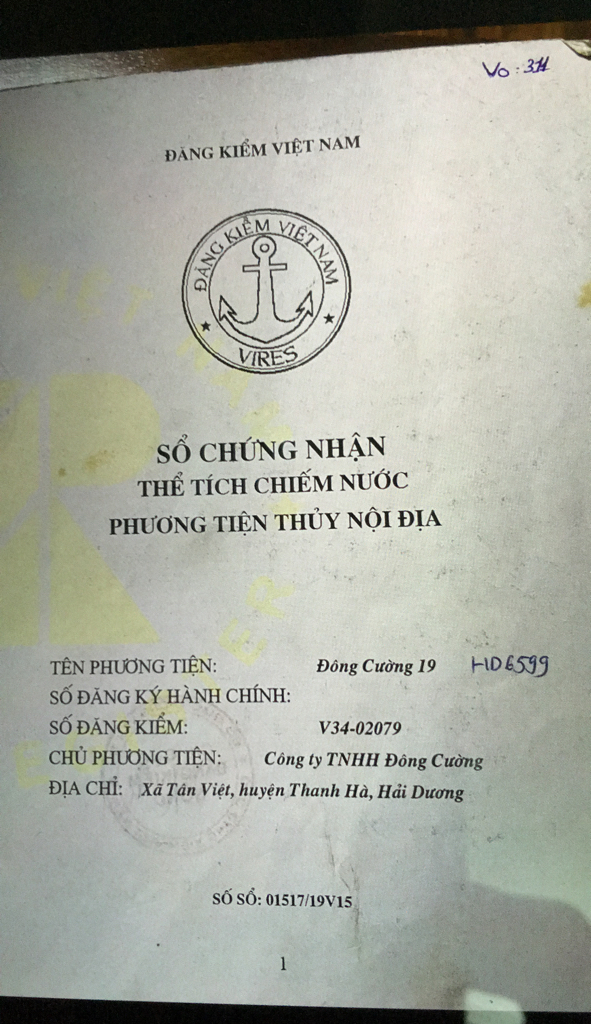 Vo: 311
ĐĂNG KIỂM VIỆT NAM
ĐĂNG KIỂM VIỆT NAM
VIRES
SỔ CHỨNG NHẬN
THỂ TÍCH CHIẾM NƯỚC
PHƯƠNG TIỆN THỦY NỘI ĐỊA
TÊN PHƯƠNG TIỆN: Đông Cường 19 HD6599
SỐ ĐĂNG KÝ HÀNH CHÍNH:
SỐ ĐĂNG KIỂM: V34-02079
CHỦ PHƯƠNG TIỆN: Công ty TNHH Đông Cường
ĐỊA CHỈ: Xã Tân Việt, huyện Thanh Hà, Hải Dương
SỐ SỔ: 01517/19V15
1